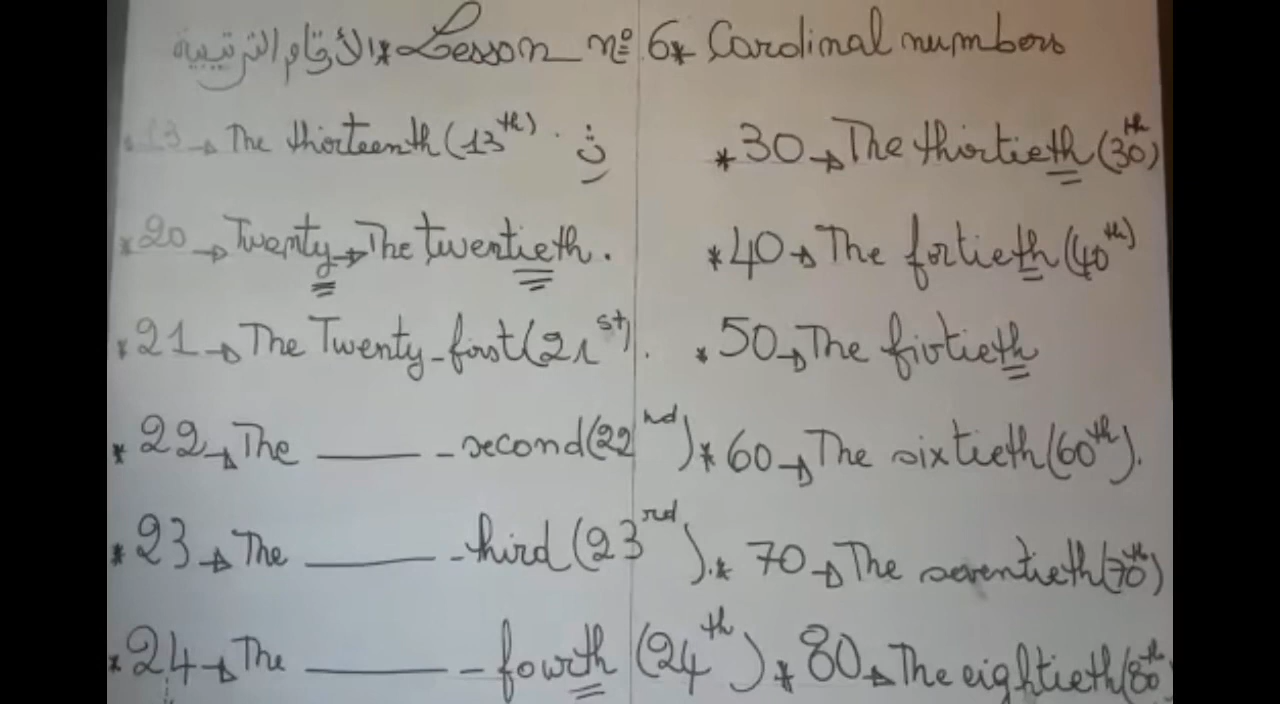 الأرقام الترتيبية * Lesson nº 6 * Cardinal numbers
* 13 → The thirteenth (13th).
* 20 → Twenty → The twentieth.
* 21 → The Twenty-first (21st).
* 22 → The ____ - second (22nd)
* 23 → The ____ - third (23rd).
* 24 → The ____ - fourth (24th)
* 30 → The thirtieth (30th)
* 40 → The fortieth (40th)
* 50 → The fivtieth
* 60 → The sixtieth (60th).
* 70 → The seventieth (70th)
* 80 → The eightieth (80th